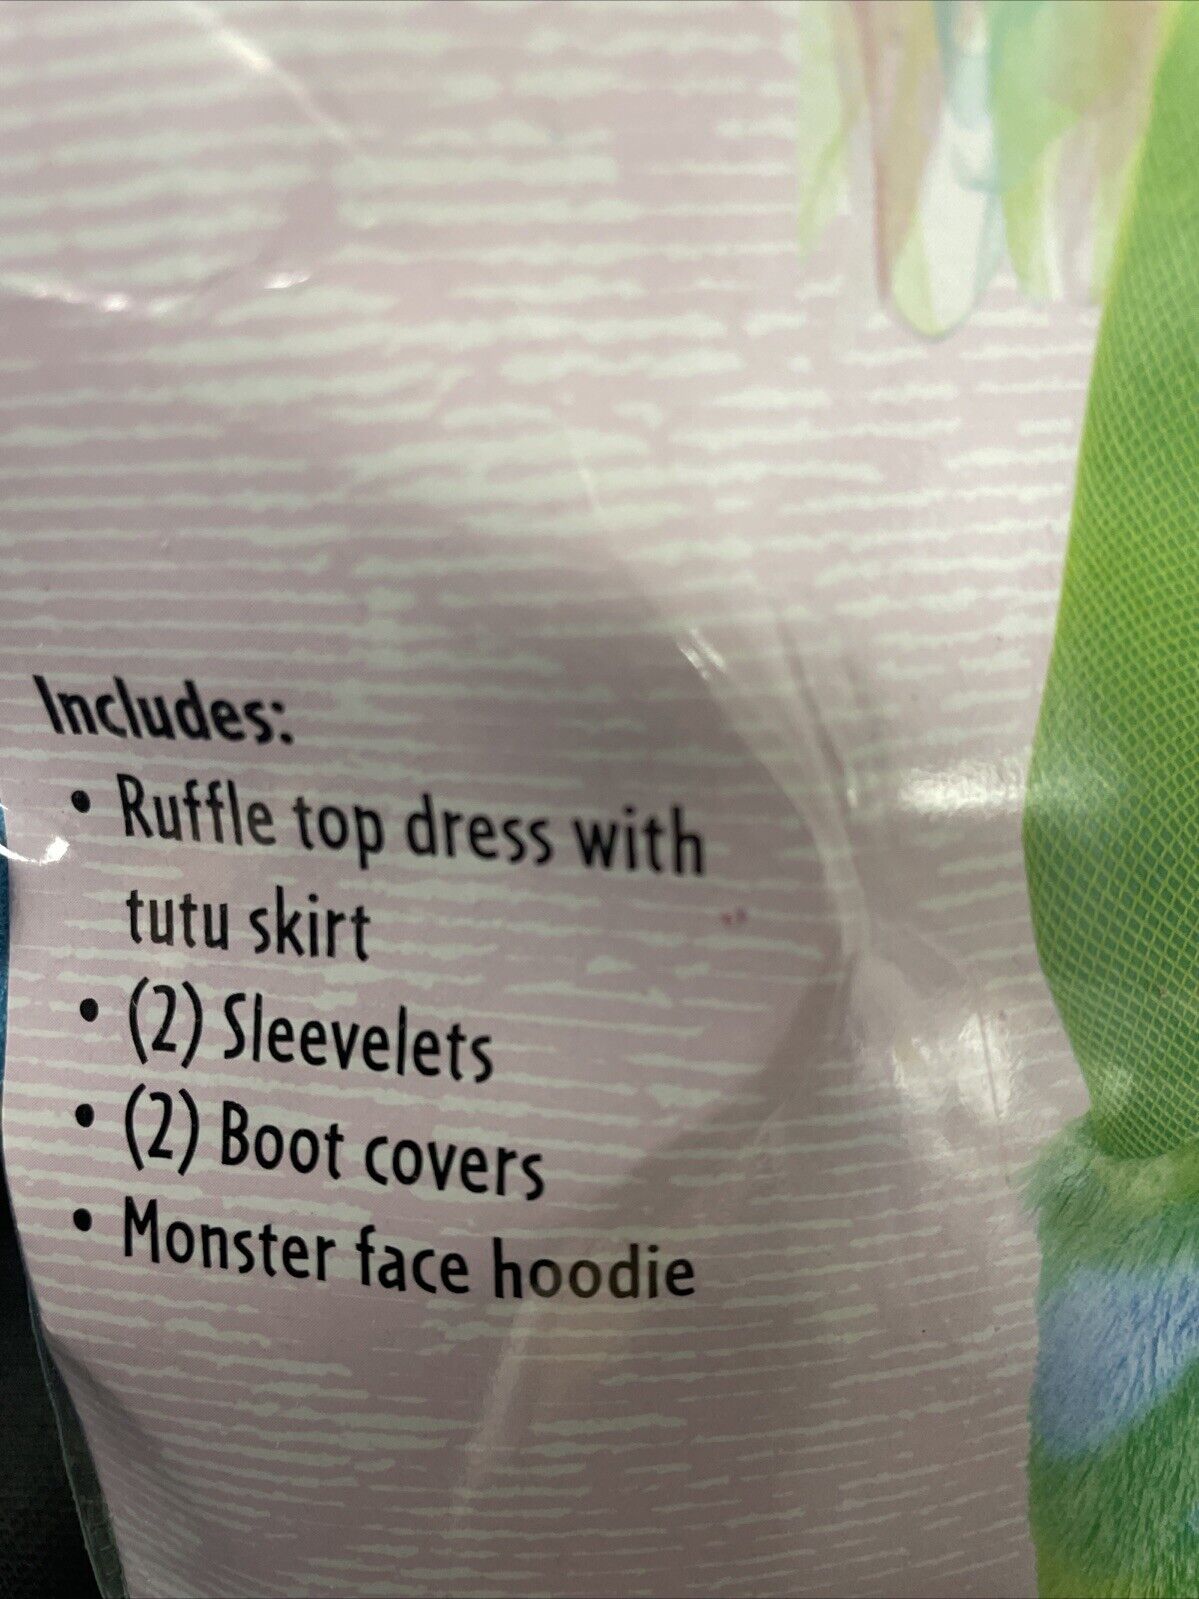 Includes:
• Ruffle top dress with
tutu skirt
• (2) Sleevelets
• (2) Boot covers
• Monster face hoodie